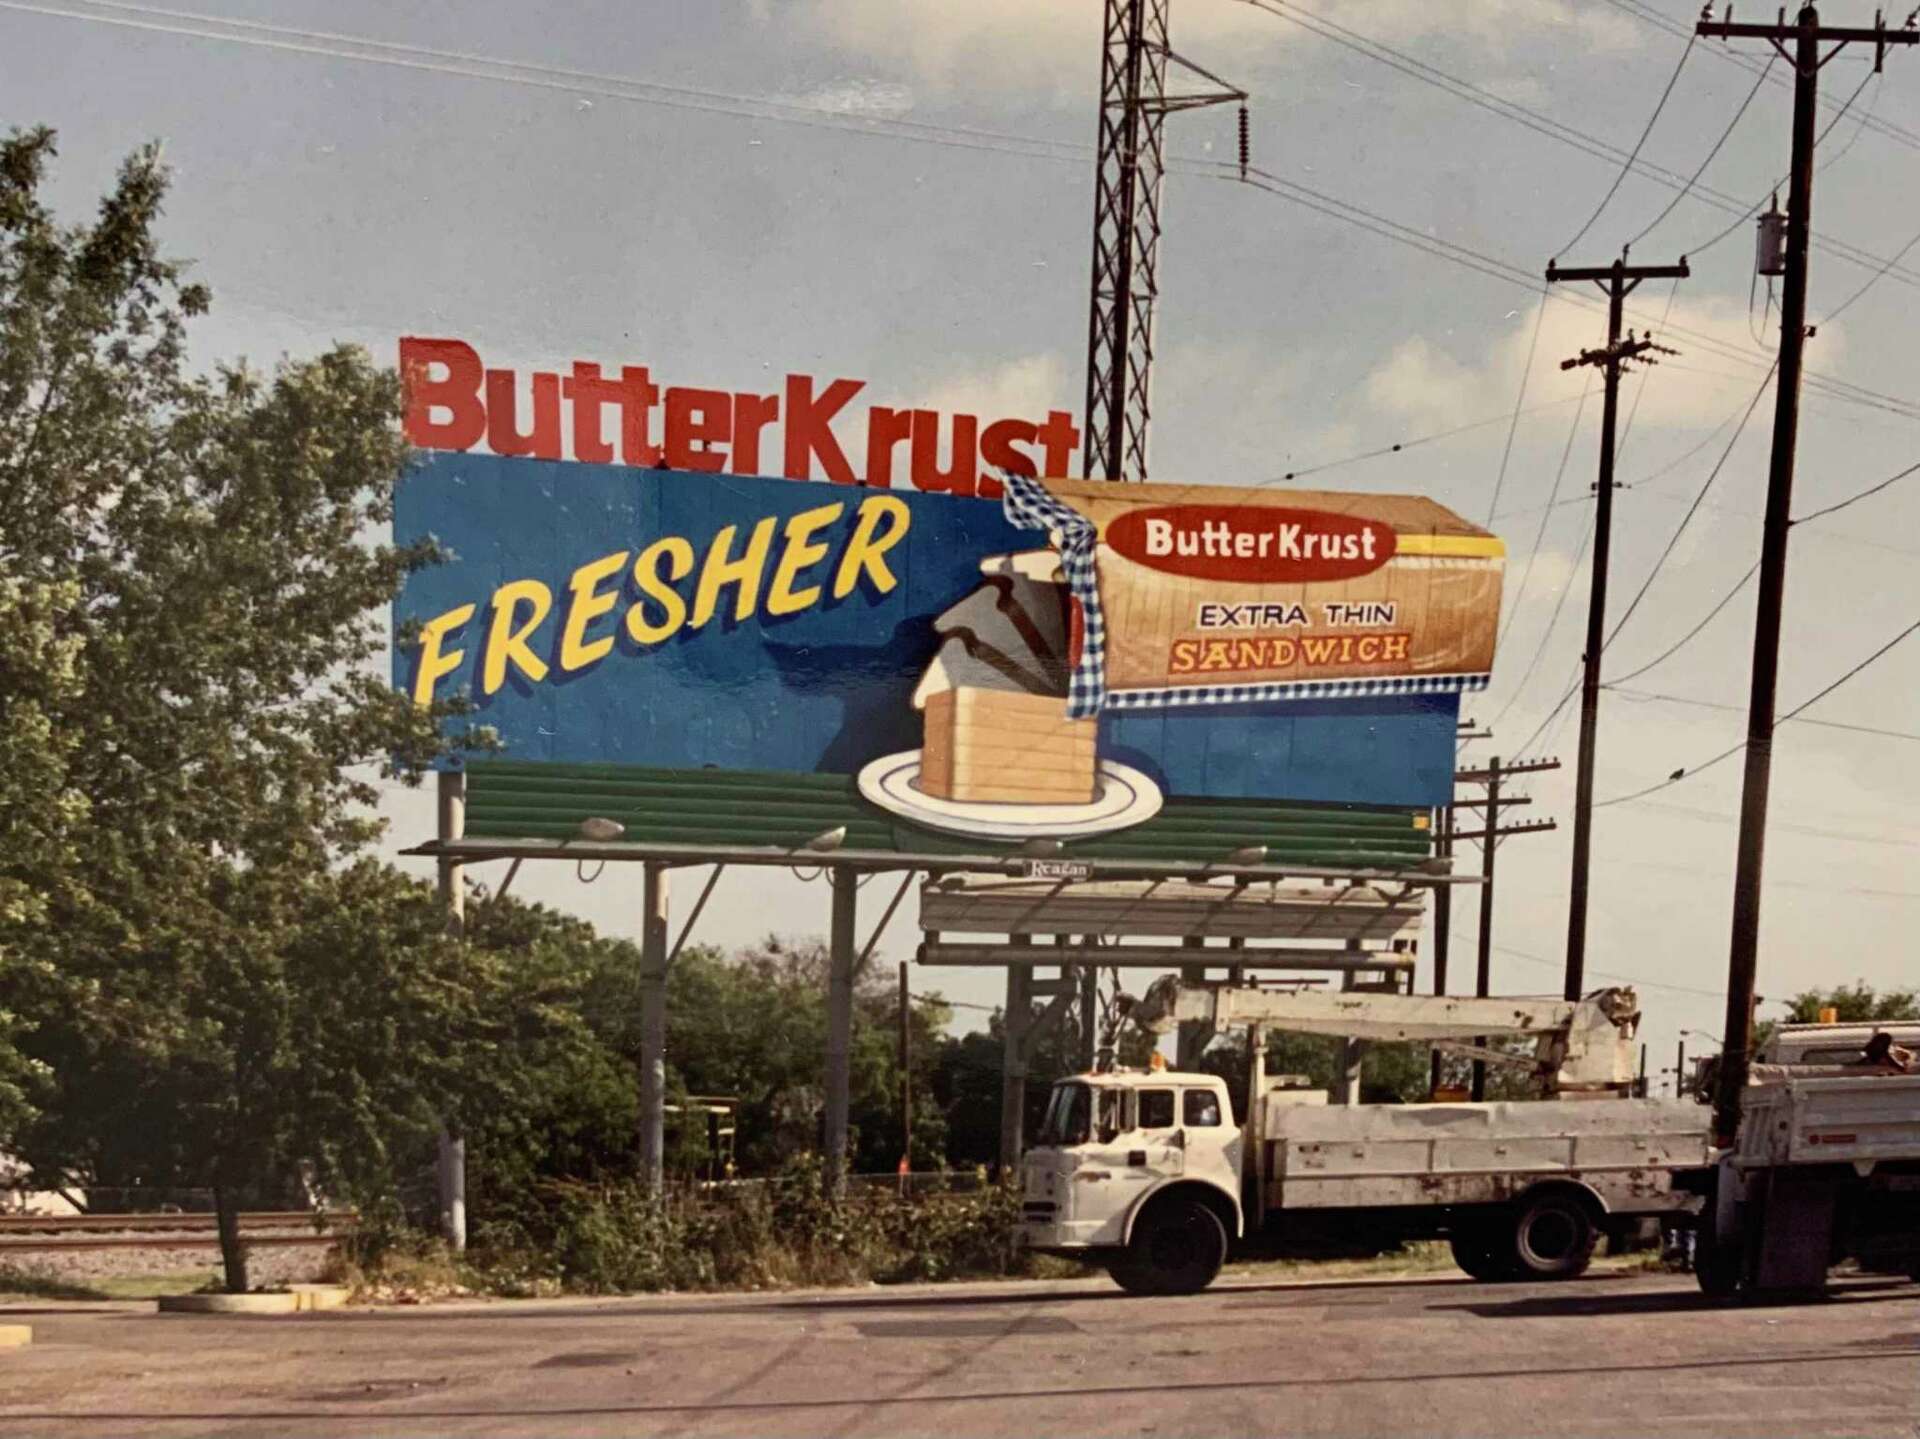 ButterKrust
FRESHER
ButterKrust
EXTRA THIN
SANDWICH
Reagan